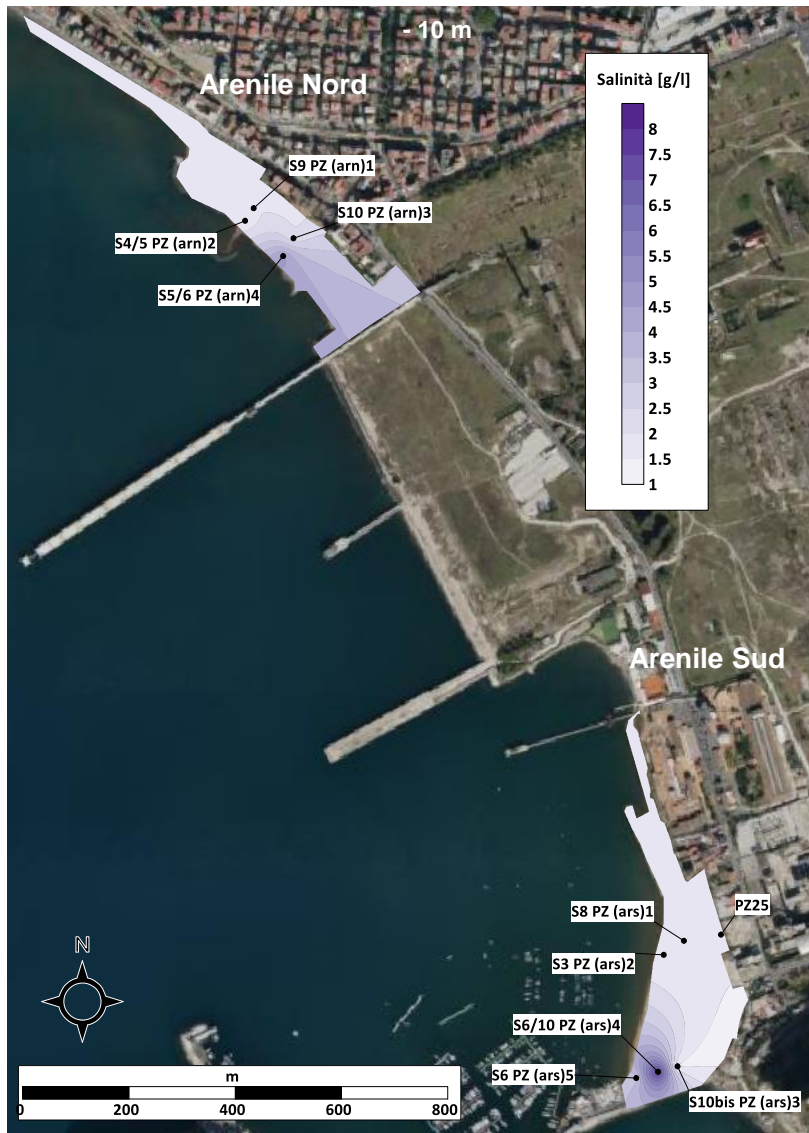 - 10 m
Arenile Nord
Salinità [g/l]
8
7.5
7
6.5
6
5.5
5
4.5
4
3.5
3
2.5
2
1.5
1
S9 PZ (arn)1
S10 PZ (arn)3
S4/5 PZ (arn)2
S5/6 PZ (arn)4
Arenile Sud
PZ25
S8 PZ (ars)1
S3 PZ (ars)2
S6/10 PZ (ars)4
S6 PZ (ars)5
S10bis PZ (ars)3
N
m
0 200 400 600 800